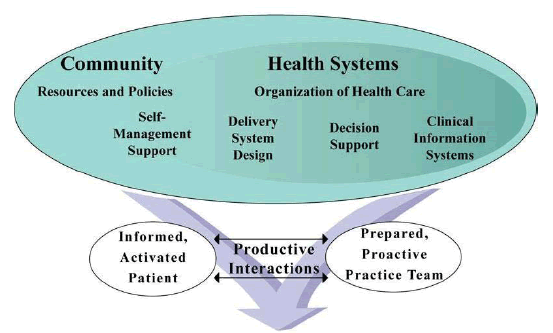 Community
Health Systems
Resources and Policies
Organization of Health Care
Self-
Management
Support
Delivery
System
Design
Decision
Support
Clinical
Information
Systems
Informed,
Activated
Patient
Productive
Interactions
Prepared,
Proactive
Practice Team